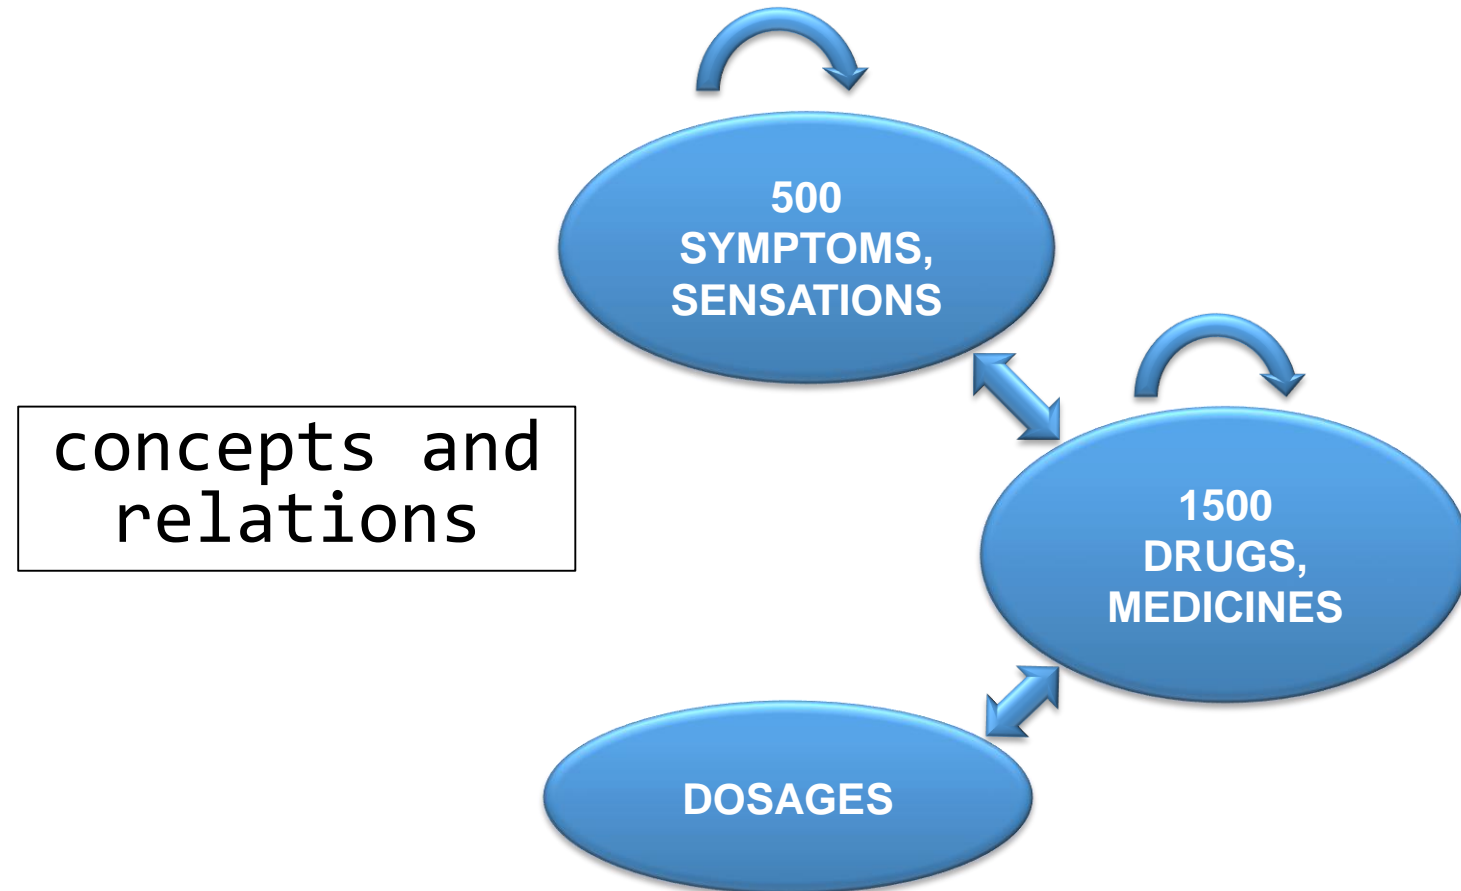 500
SYMPTOMS,
SENSATIONS
concepts and
relations
1500
DRUGS,
MEDICINES
DOSAGES